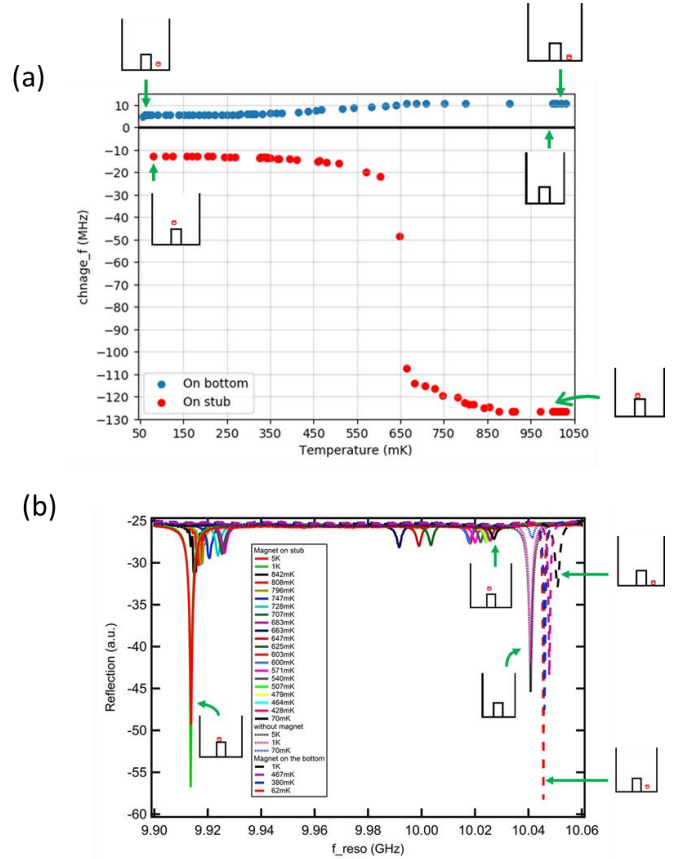 (a)
10
0
−10
−20
−30
−40
−50
−60
−70
−80
−90
−100
−110
−120
−130
chnage_f (MHz)
On bottom
On stub
50 150 250 350 450 550 650 750 850 950 1050
Temperature (mK)
(b)
-25
-30
-35
-40
-45
-50
-55
-60
Reflection (a.u.)
Magnet on stub
5K
1K
842mK
808mK
796mK
747mK
728mK
707mK
683mK
663mK
647mK
625mK
603mK
600mK
571mK
540mK
507mK
479mK
464mK
428mK
70mK
without magnet
5K
1K
70mK
Magnet on the bottom
1K
467mK
380mK
62mK
9.90 9.92 9.94 9.96 9.98 10.00 10.02 10.04 10.06
f_reso (GHz)